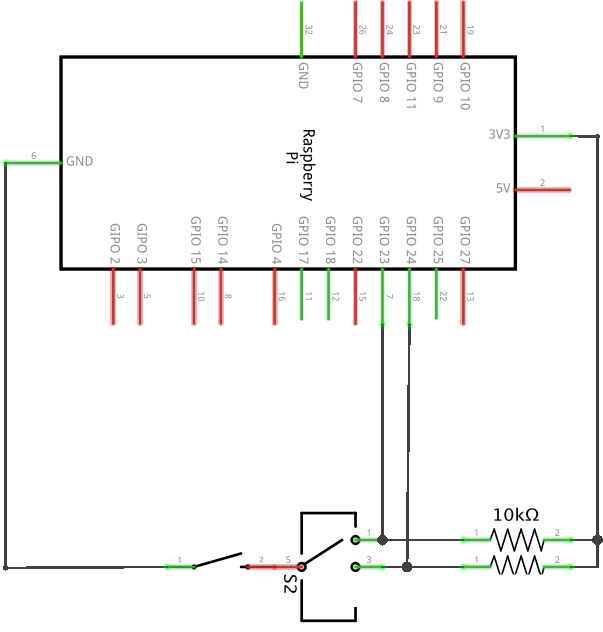 32
26
24
23
21
19
GND
GPIO 7
GPIO 8
GPIO 11
GPIO 9
GPIO 10
3V3
1
Raspberry
Pi
6
GND
5V
2
GIPO 2
GIPO 3
GPIO 15
GPIO 14
GPIO 4
GPIO 17
GPIO 18
GPIO 22
GPIO 23
GPIO 24
GPIO 25
GPIO 27
3
5
10
8
16
11
12
15
7
18
22
13
10kΩ
1
1
2
1
2
5
3
1
2
S2